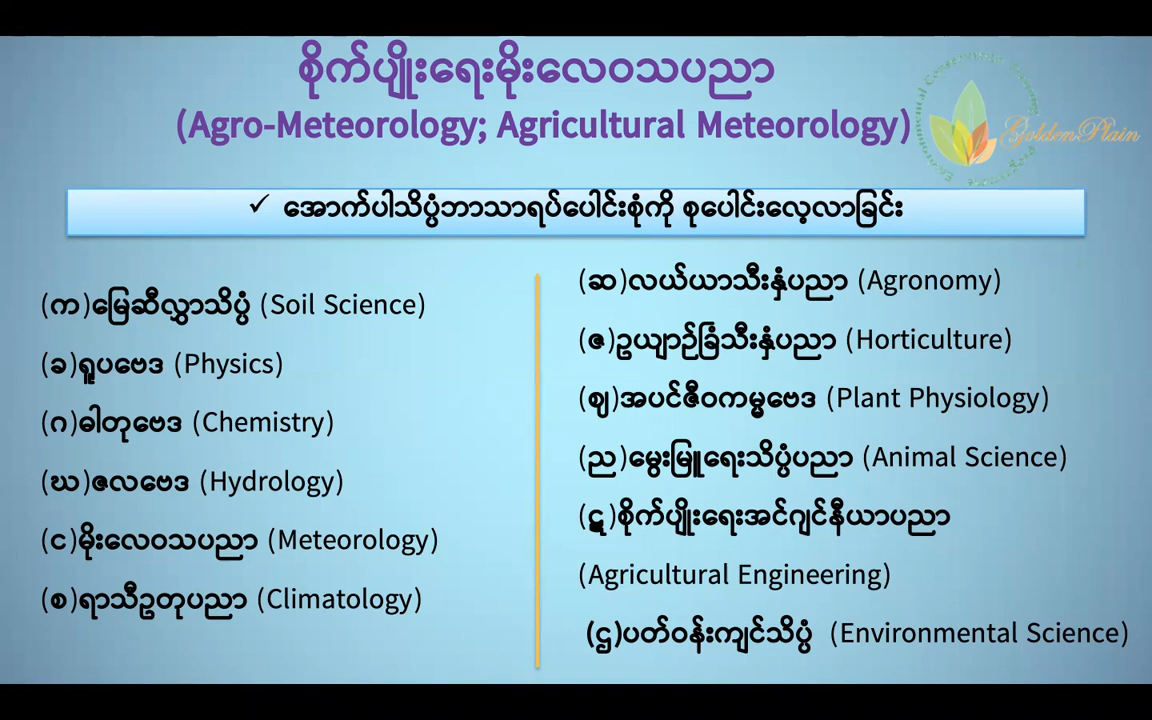 စိုက်ပျိုးရေးမိုးလေဝသပညာ
(Agro-Meteorology; Agricultural Meteorology)
GoldenPlain
✓ အောက်ပါသိပ္ပံဘာသာရပ်ပေါင်းစုံကို စုပေါင်းလေ့လာခြင်း
(က)မြေဆီလွှာသိပ္ပံ (Soil Science)
(ခ)ရူပဗေဒ (Physics)
(ဂ)ဓါတုဗေဒ (Chemistry)
(ဃ)ဇလဗေဒ (Hydrology)
(င)မိုးလေဝသပညာ (Meteorology)
(စ)ရာသီဥတုပညာ (Climatology)
(ဆ)လယ်ယာသီးနှံပညာ (Agronomy)
(ဇ)ဥယျာဉ်ခြံသီးနှံပညာ (Horticulture)
(ဈ)အပင်ဇီဝကမ္မဗေဒ (Plant Physiology)
(ည)မွေးမြူရေးသိပ္ပံပညာ (Animal Science)
(ဋ)စိုက်ပျိုးရေးအင်ဂျင်နီယာပညာ
(Agricultural Engineering)
(ဌ)ပတ်ဝန်းကျင်သိပ္ပံ (Environmental Science)